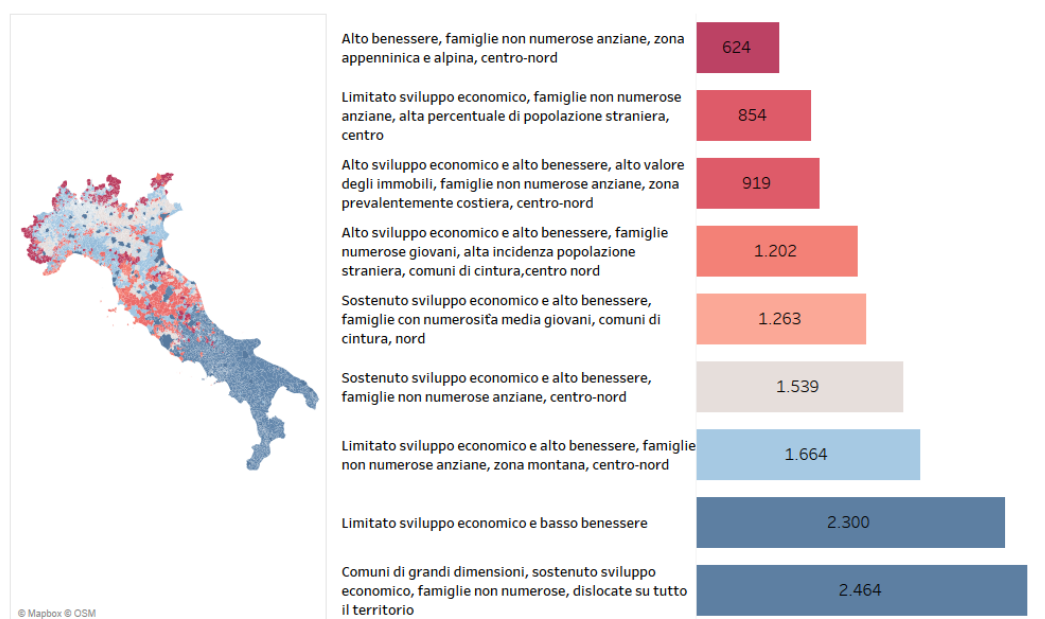 Alto benessere, famiglie non numerose anziane, zona
appenninica e alpina, centro-nord
624
Limitato sviluppo economico, famiglie non numerose
anziane, alta percentuale di popolazione straniera,
centro
854
Alto sviluppo economico e alto benessere, alto valore
degli immobili, famiglie non numerose anziane, zona
prevalentemente costiera, centro-nord
919
Alto sviluppo economico e alto benessere, famiglie
numerose giovani, alta incidenza popolazione
straniera, comuni di cintura,centro nord
1.202
Sostenuto sviluppo economico e alto benessere,
famiglie con numerosiťa media giovani, comuni di
cintura, nord
1.263
Sostenuto sviluppo economico e alto benessere,
famiglie non numerose anziane, centro-nord
1.539
Limitato sviluppo economico e alto benessere, famiglie
non numerose anziane, zona montana, centro-nord
1.664
Limitato sviluppo economico e basso benessere
2.300
Comuni di grandi dimensioni, sostenuto sviluppo
economico, famiglie non numerose, dislocate su tutto
il territorio
2.464
© Mapbox © OSM